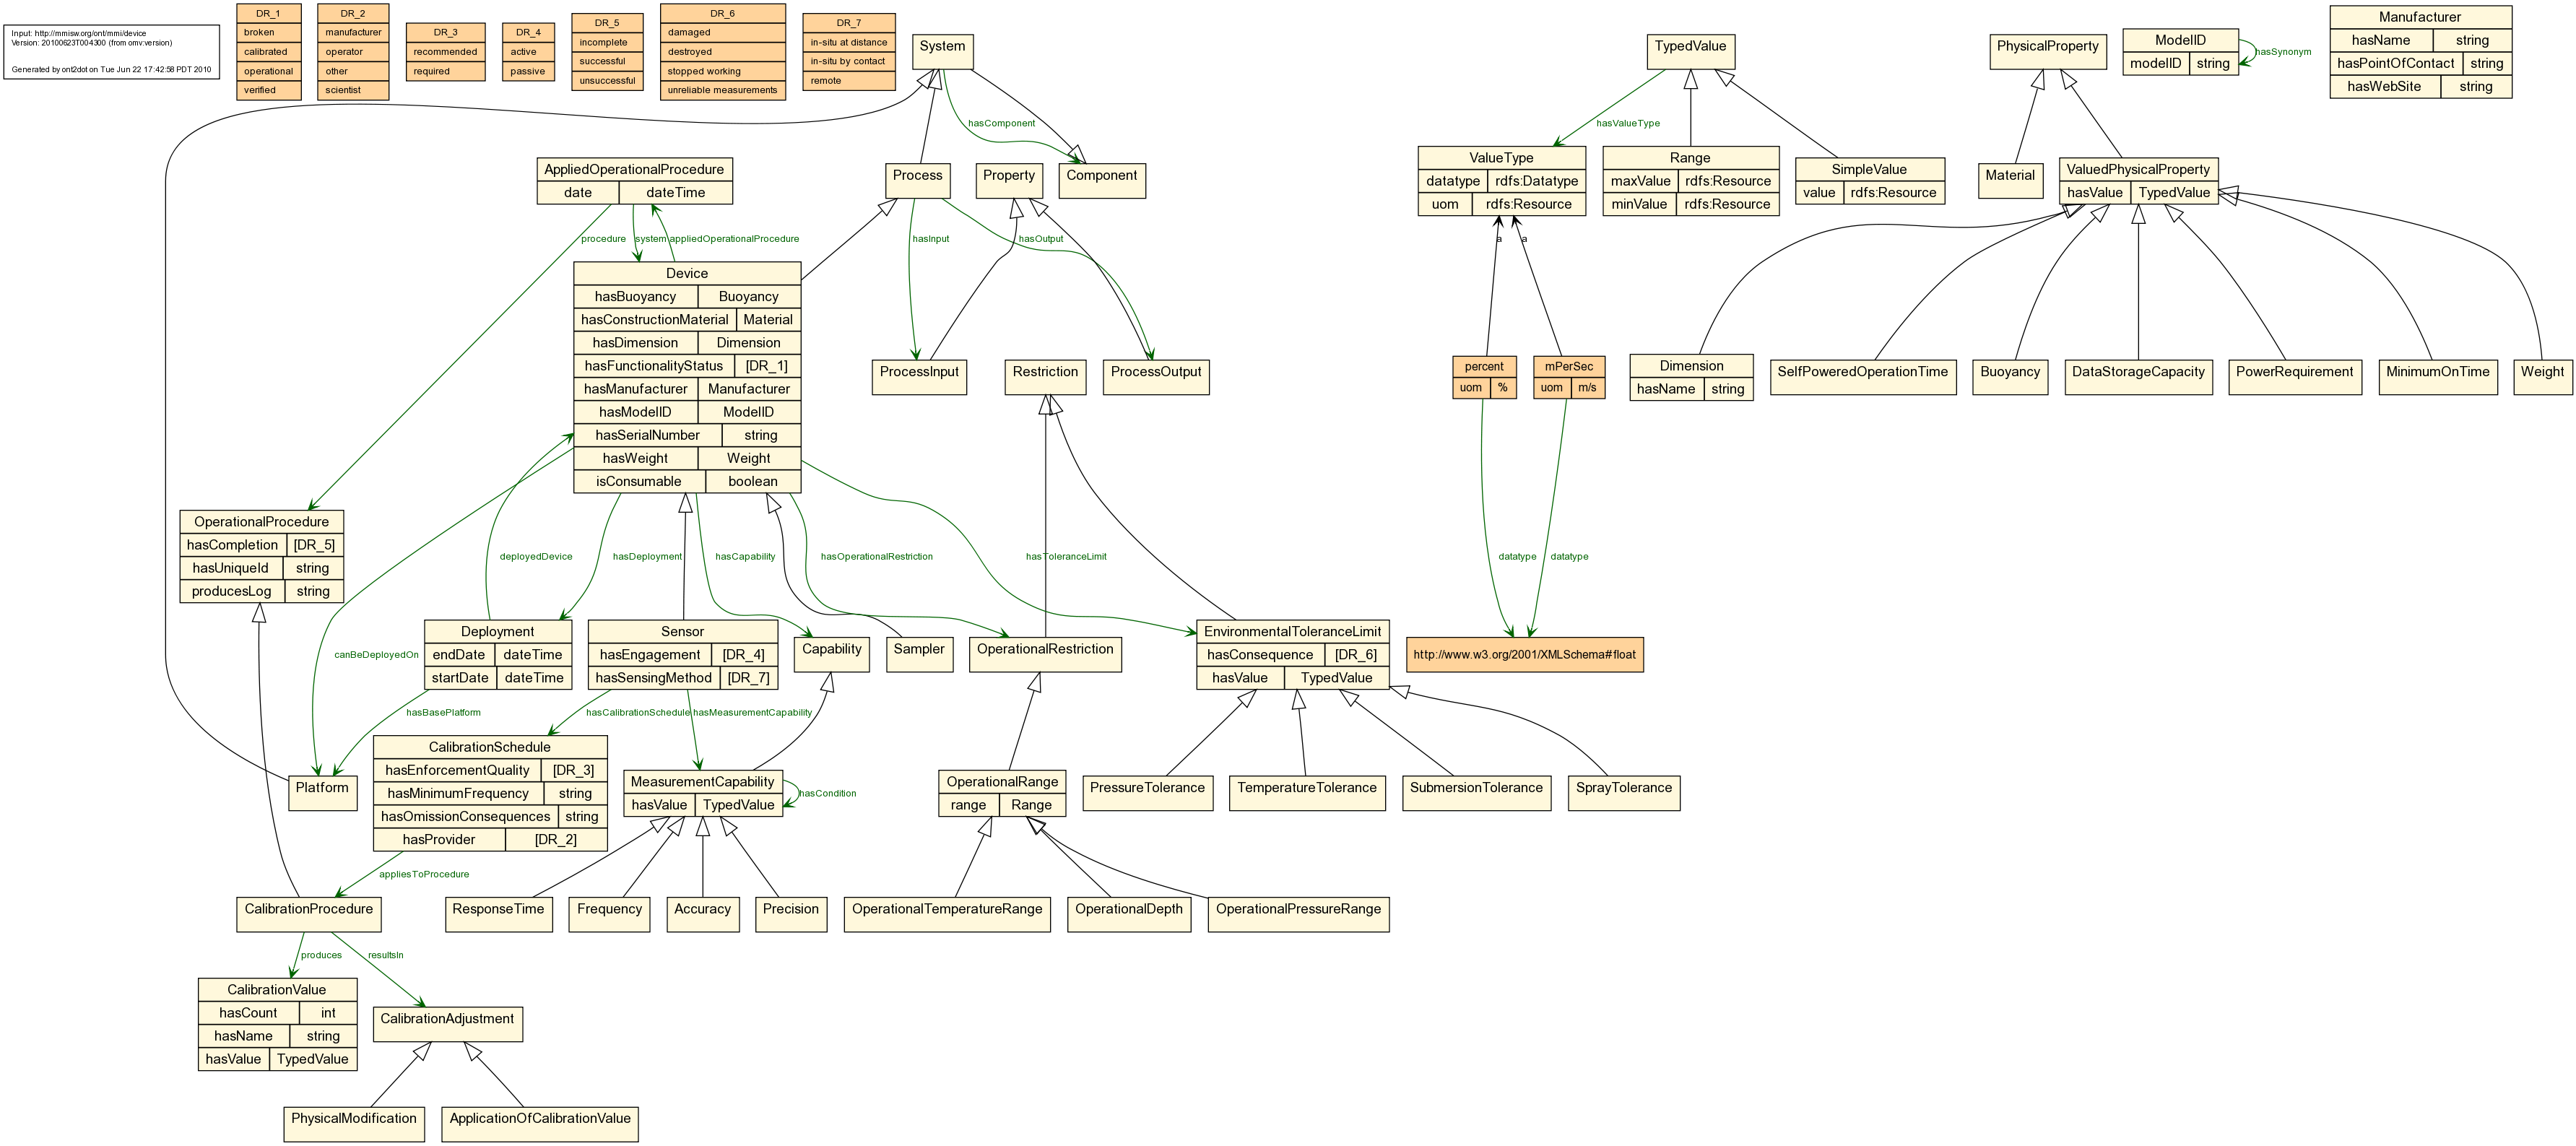 Input: http://mmisw.org/ont/mmi/device
Version: 20100623T004300 (from omv:version)
Generated by ont2dot on Tue Jun 22 17:42:58 PDT 2010
DR_1
broken
calibrated
operational
verified
DR_2
manufacturer
operator
other
scientist
DR_3
recommended
required
DR_4
active
passive
DR_5
incomplete
successful
unsuccessful
DR_6
damaged
destroyed
stopped working
unreliable measurements
DR_7
in-situ at distance
in-situ by contact
remote
System
TypedValue
PhysicalProperty
ModelID
modelID string
hasSynonym
Manufacturer
hasName string
hasPointOfContact string
hasWebSite string
hasComponent
hasValueType
AppliedOperationalProcedure
date dateTime
Process
Property
Component
ValueType
datatype rdfs:Datatype
uom rdfs:Resource
Range
maxValue rdfs:Resource
minValue rdfs:Resource
SimpleValue
value rdfs:Resource
Material
ValuedPhysicalProperty
hasValue TypedValue
procedure
system
appliedOperationalProcedure
hasInput
hasOutput
a
a
Device
hasBuoyancy Buoyancy
hasConstructionMaterial Material
hasDimension Dimension
hasFunctionalityStatus [DR_1]
hasManufacturer Manufacturer
hasModelID ModelID
hasSerialNumber string
hasWeight Weight
isConsumable boolean
ProcessInput
Restriction
ProcessOutput
percent
uom %
mPerSec
uom m/s
Dimension
hasName string
SelfPoweredOperationTime
Buoyancy
DataStorageCapacity
PowerRequirement
MinimumOnTime
Weight
OperationalProcedure
hasCompletion [DR_5]
hasUniqueId string
producesLog string
deployedDevice
hasDeployment
hasCapability
hasOperationalRestriction
hasToleranceLimit
datatype
datatype
canBeDeployedOn
Deployment
endDate dateTime
startDate dateTime
Sensor
hasEngagement [DR_4]
hasSensingMethod [DR_7]
Capability
Sampler
OperationalRestriction
EnvironmentalToleranceLimit
hasConsequence [DR_6]
hasValue TypedValue
http://www.w3.org/2001/XMLSchema#float
hasBasePlatform
hasCalibrationSchedule
hasMeasurementCapability
Platform
CalibrationSchedule
hasEnforcementQuality [DR_3]
hasMinimumFrequency string
hasOmissionConsequences string
hasProvider [DR_2]
MeasurementCapability
hasValue TypedValue
hasCondition
OperationalRange
range Range
PressureTolerance
TemperatureTolerance
SubmersionTolerance
SprayTolerance
appliesToProcedure
CalibrationProcedure
ResponseTime
Frequency
Accuracy
Precision
OperationalTemperatureRange
OperationalDepth
OperationalPressureRange
produces
resultsIn
CalibrationValue
hasCount int
hasName string
hasValue TypedValue
CalibrationAdjustment
PhysicalModification
ApplicationOfCalibrationValue